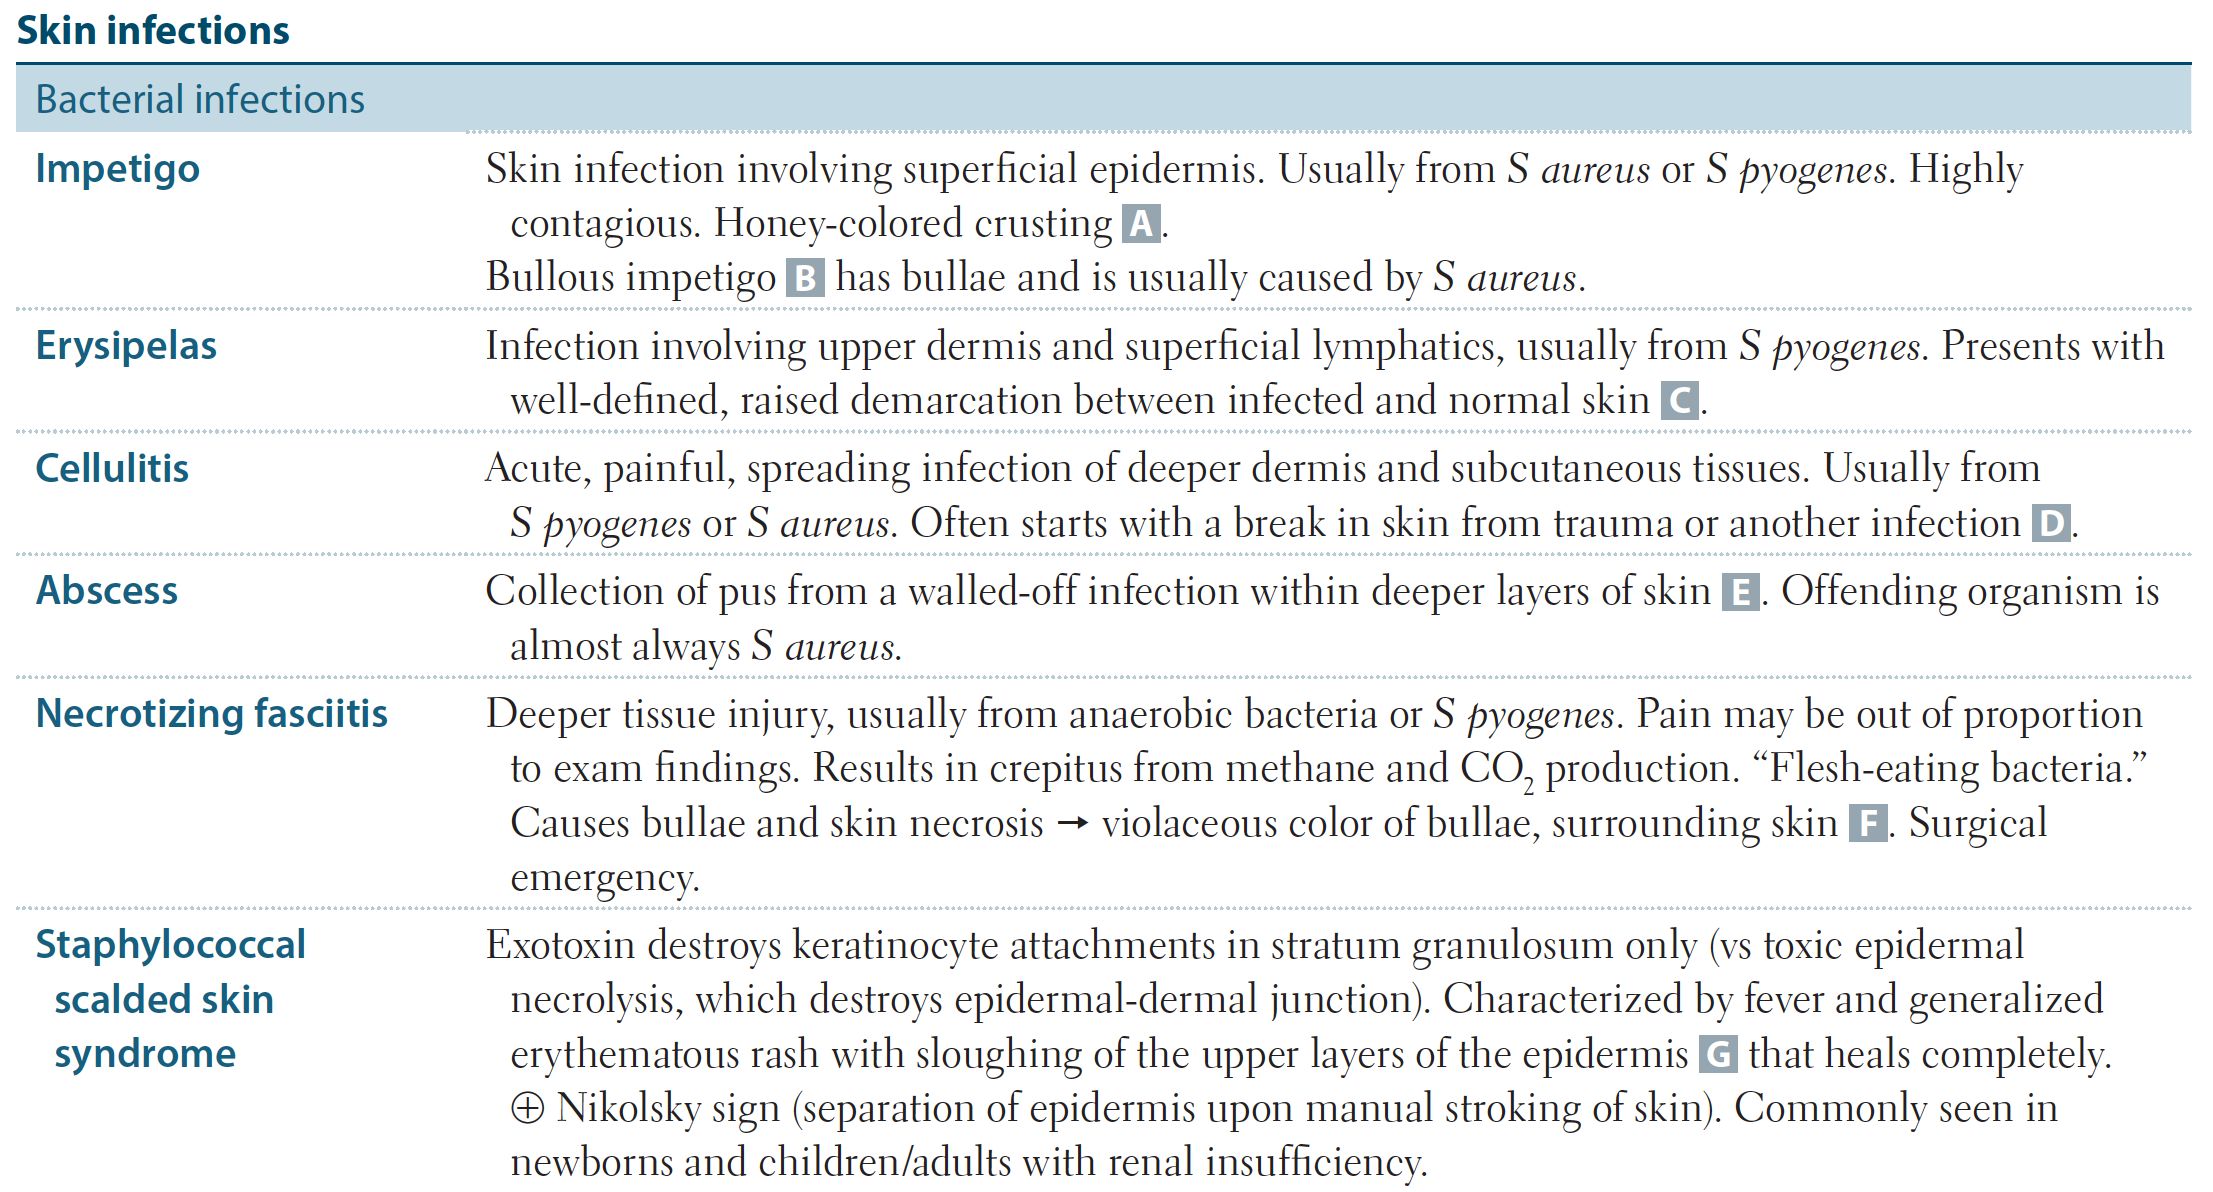 Skin infections
Bacterial infections
Impetigo
Skin infection involving superficial epidermis. Usually from S aureus or S pyogenes. Highly
contagious. Honey-colored crusting A.
Bullous impetigo B has bullae and is usually caused by S aureus.
Erysipelas
Infection involving upper dermis and superficial lymphatics, usually from S pyogenes. Presents with
well-defined, raised demarcation between infected and normal skin C.
Cellulitis
Acute, painful, spreading infection of deeper dermis and subcutaneous tissues. Usually from
S pyogenes or S aureus. Often starts with a break in skin from trauma or another infection D.
Abscess
Collection of pus from a walled-off infection within deeper layers of skin E. Offending organism is
almost always S aureus.
Necrotizing fasciitis
Deeper tissue injury, usually from anaerobic bacteria or S pyogenes. Pain may be out of proportion
to exam findings. Results in crepitus from methane and CO₂ production. “Flesh-eating bacteria.”
Causes bullae and skin necrosis → violaceous color of bullae, surrounding skin F. Surgical
emergency.
Staphylococcal
scalded skin
syndrome
Exotoxin destroys keratinocyte attachments in stratum granulosum only (vs toxic epidermal
necrolysis, which destroys epidermal-dermal junction). Characterized by fever and generalized
erythematous rash with sloughing of the upper layers of the epidermis G that heals completely.
⊕ Nikolsky sign (separation of epidermis upon manual stroking of skin). Commonly seen in
newborns and children/adults with renal insufficiency.